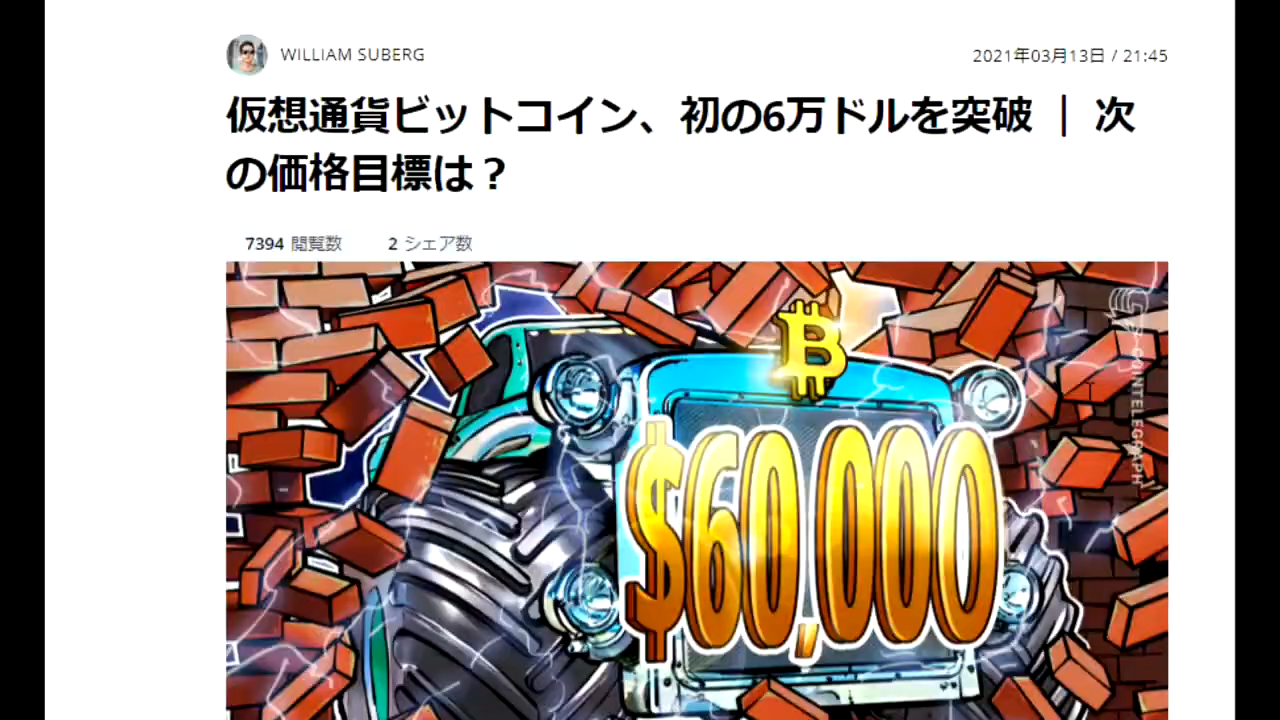 WILLIAM SUBERG
2021年03月13日 / 21:45
仮想通貨ビットコイン、初の6万ドルを突破 ｜ 次
の価格目標は？
7394 閲覧数 2 シェア数
$60,000
COINTELEGRAPH